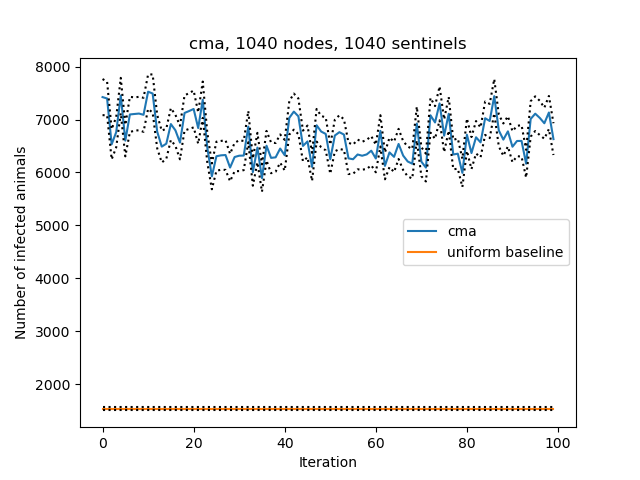 cma, 1040 nodes, 1040 sentinels
8000
7000
6000
5000
4000
3000
2000
Number of infected animals
cma
uniform baseline
0 20 40 60 80 100
Iteration